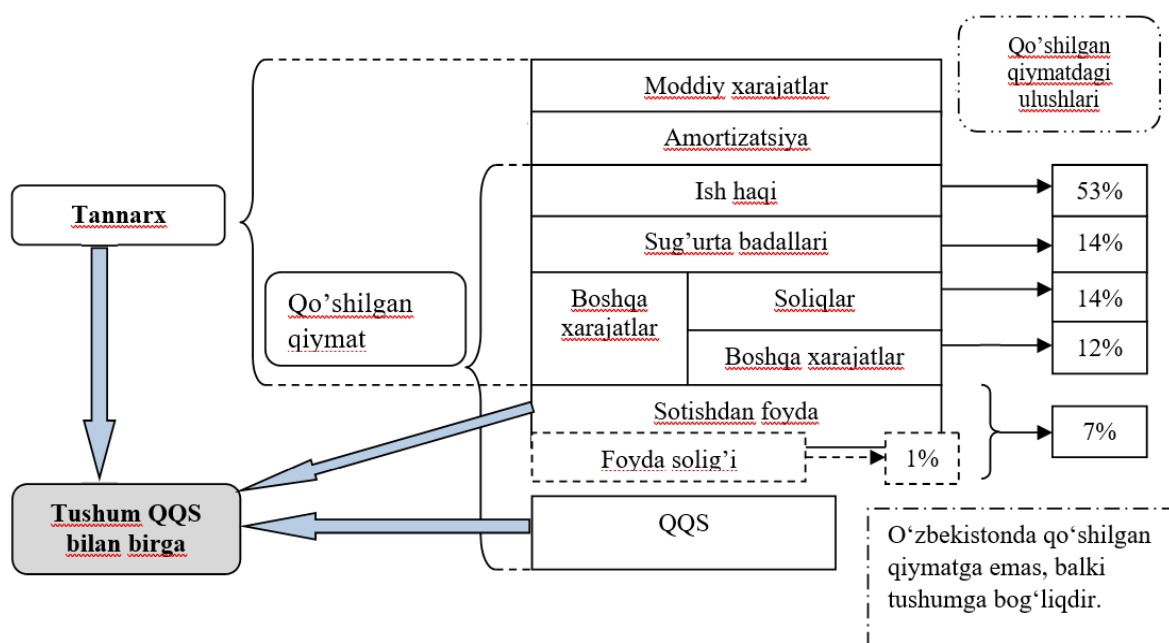 Qo’shilgan
qiymatdagi
ulushlari
Moddiy xarajatlar
Amortizatsiya
Ish haqi
53%
Tannarx
Sug’urta badallari
14%
Qo’shilgan
qiymat
Boshqa
xarajatlar
Soliqlar
14%
Boshqa xarajatlar
12%
Sotishdan foyda
7%
Foyda solig’i
1%
Tushum QQS
bilan birga
QQS
O‘zbekistonda qo‘shilgan
qiymatga emas, balki
tushumga bog‘liqdir.